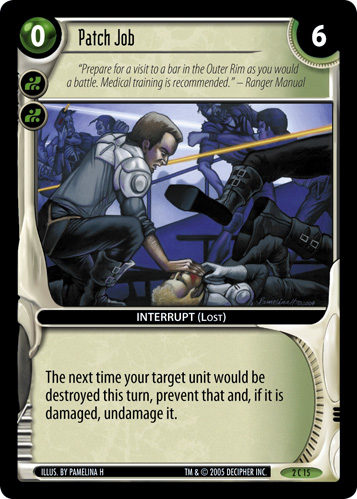 0 Patch Job 6
“Prepare for a visit to a bar in the Outer Rim as you would
a battle. Medical training is recommended.” – Ranger Manual
INTERRUPT (LOST)
The next time your target unit would be
destroyed this turn, prevent that and, if it is
damaged, undamage it.
ILLUS. BY PAMELINA H TM & © 2005 DECIPHER INC. 2 C 15